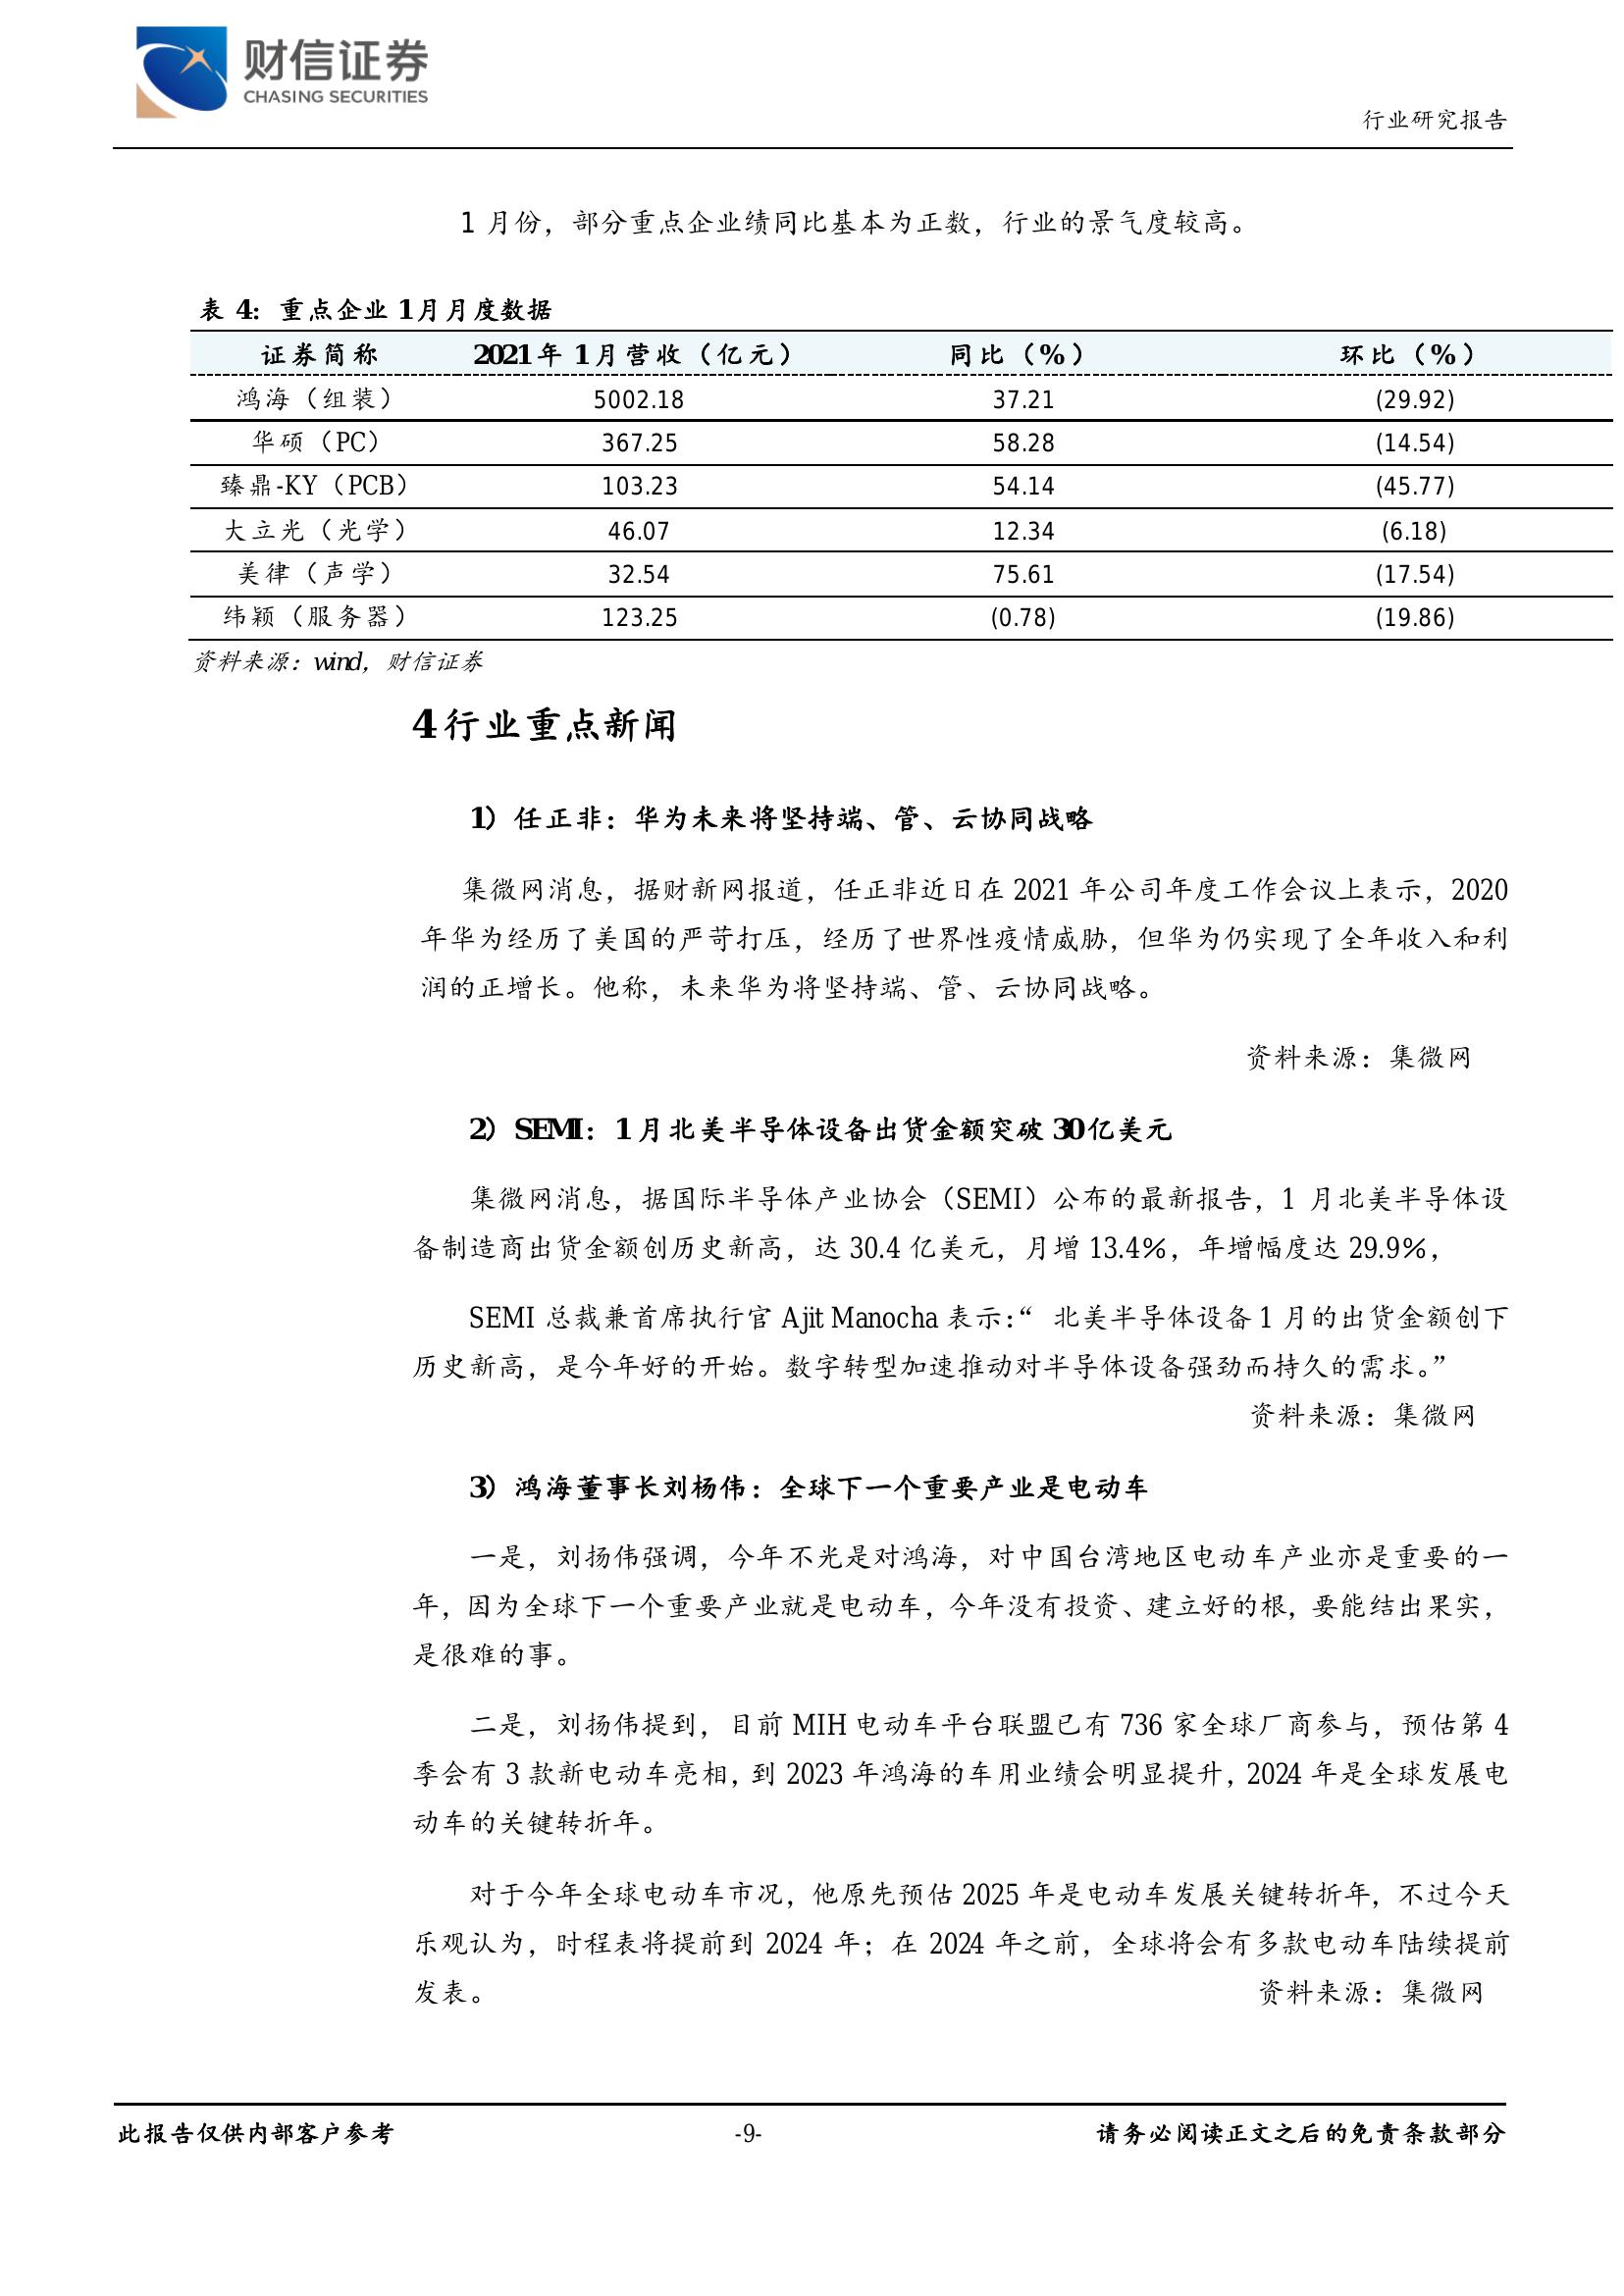 财信证券
CHASING SECURITIES
行业研究报告
1 月份，部分重点企业绩同比基本为正数，行业的景气度较高。
表 4：重点企业 1月月度数据
证券简称 2021年 1月营收（亿元） 同比（%） 环比（%）
鸿海（组装） 5002.18 37.21 (29.92)
华硕（PC） 367.25 58.28 (14.54)
臻鼎-KY（PCB） 103.23 54.14 (45.77)
大立光（光学） 46.07 12.34 (6.18)
美律（声学） 32.54 75.61 (17.54)
纬颖（服务器） 123.25 (0.78) (19.86)
资料来源：wind，财信证券
4 行业重点新闻
1）任正非：华为未来将坚持端、管、云协同战略
集微网消息，据财新网报道，任正非近日在 2021 年公司年度工作会议上表示，2020
年华为经历了美国的严苛打压，经历了世界性疫情威胁，但华为仍实现了全年收入和利
润的正增长。他称，未来华为将坚持端、管、云协同战略。
资料来源：集微网
2）SEMI：1 月北美半导体设备出货金额突破 30亿美元
集微网消息，据国际半导体产业协会（SEMI）公布的最新报告，1 月北美半导体设
备制造商出货金额创历史新高，达 30.4 亿美元，月增 13.4%，年增幅度达 29.9%，
SEMI 总裁兼首席执行官 Ajit Manocha 表示：“ 北美半导体设备 1 月的出货金额创下
历史新高，是今年好的开始。数字转型加速推动对半导体设备强劲而持久的需求。”
资料来源：集微网
3）鸿海董事长刘杨伟：全球下一个重要产业是电动车
一是，刘扬伟强调，今年不光是对鸿海，对中国台湾地区电动车产业亦是重要的一
年，因为全球下一个重要产业就是电动车，今年没有投资、建立好的根，要能结出果实，
是很难的事。
二是，刘扬伟提到，目前 MIH 电动车平台联盟已有 736 家全球厂商参与，预估第 4
季会有 3 款新电动车亮相，到 2023 年鸿海的车用业绩会明显提升，2024 年是全球发展电
动车的关键转折年。
对于今年全球电动车市况，他原先预估 2025 年是电动车发展关键转折年，不过今天
乐观认为，时程表将提前到 2024 年；在 2024 年之前，全球将会有多款电动车陆续提前
发表。 资料来源：集微网
此报告仅供内部客户参考 -9- 请务必阅读正文之后的免责条款部分